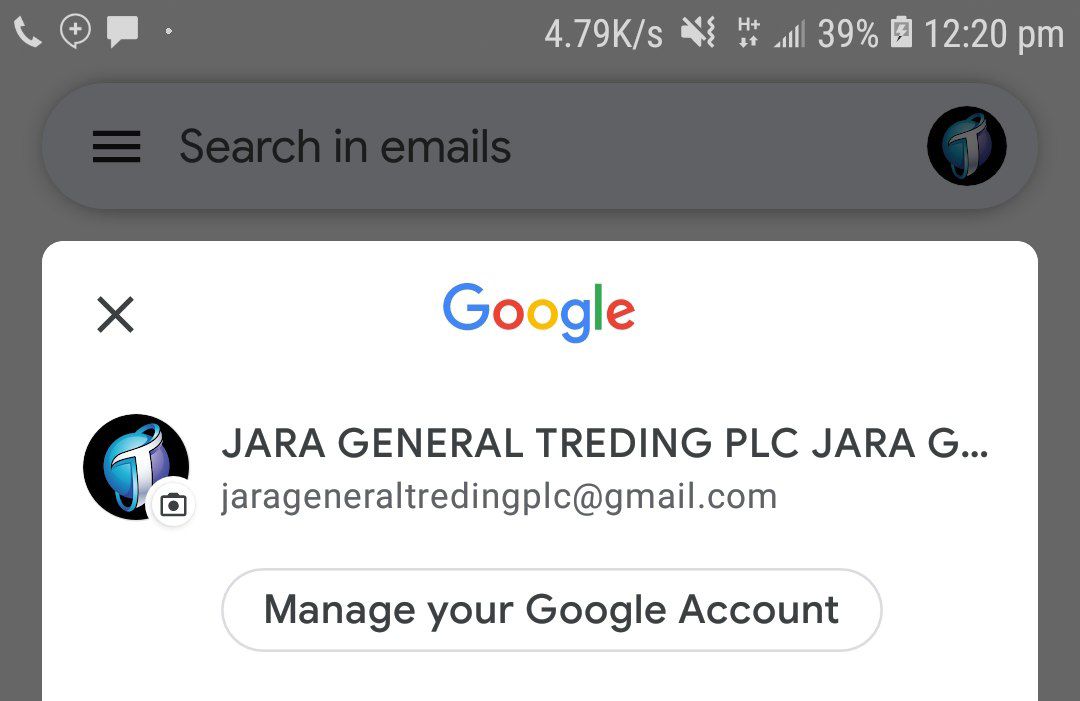 4.79K/s H+ 39% 12:20 pm
Search in emails
Google
JARA GENERAL TREDING PLC JARA G...
jarageneraltredingplc@gmail.com
Manage your Google Account